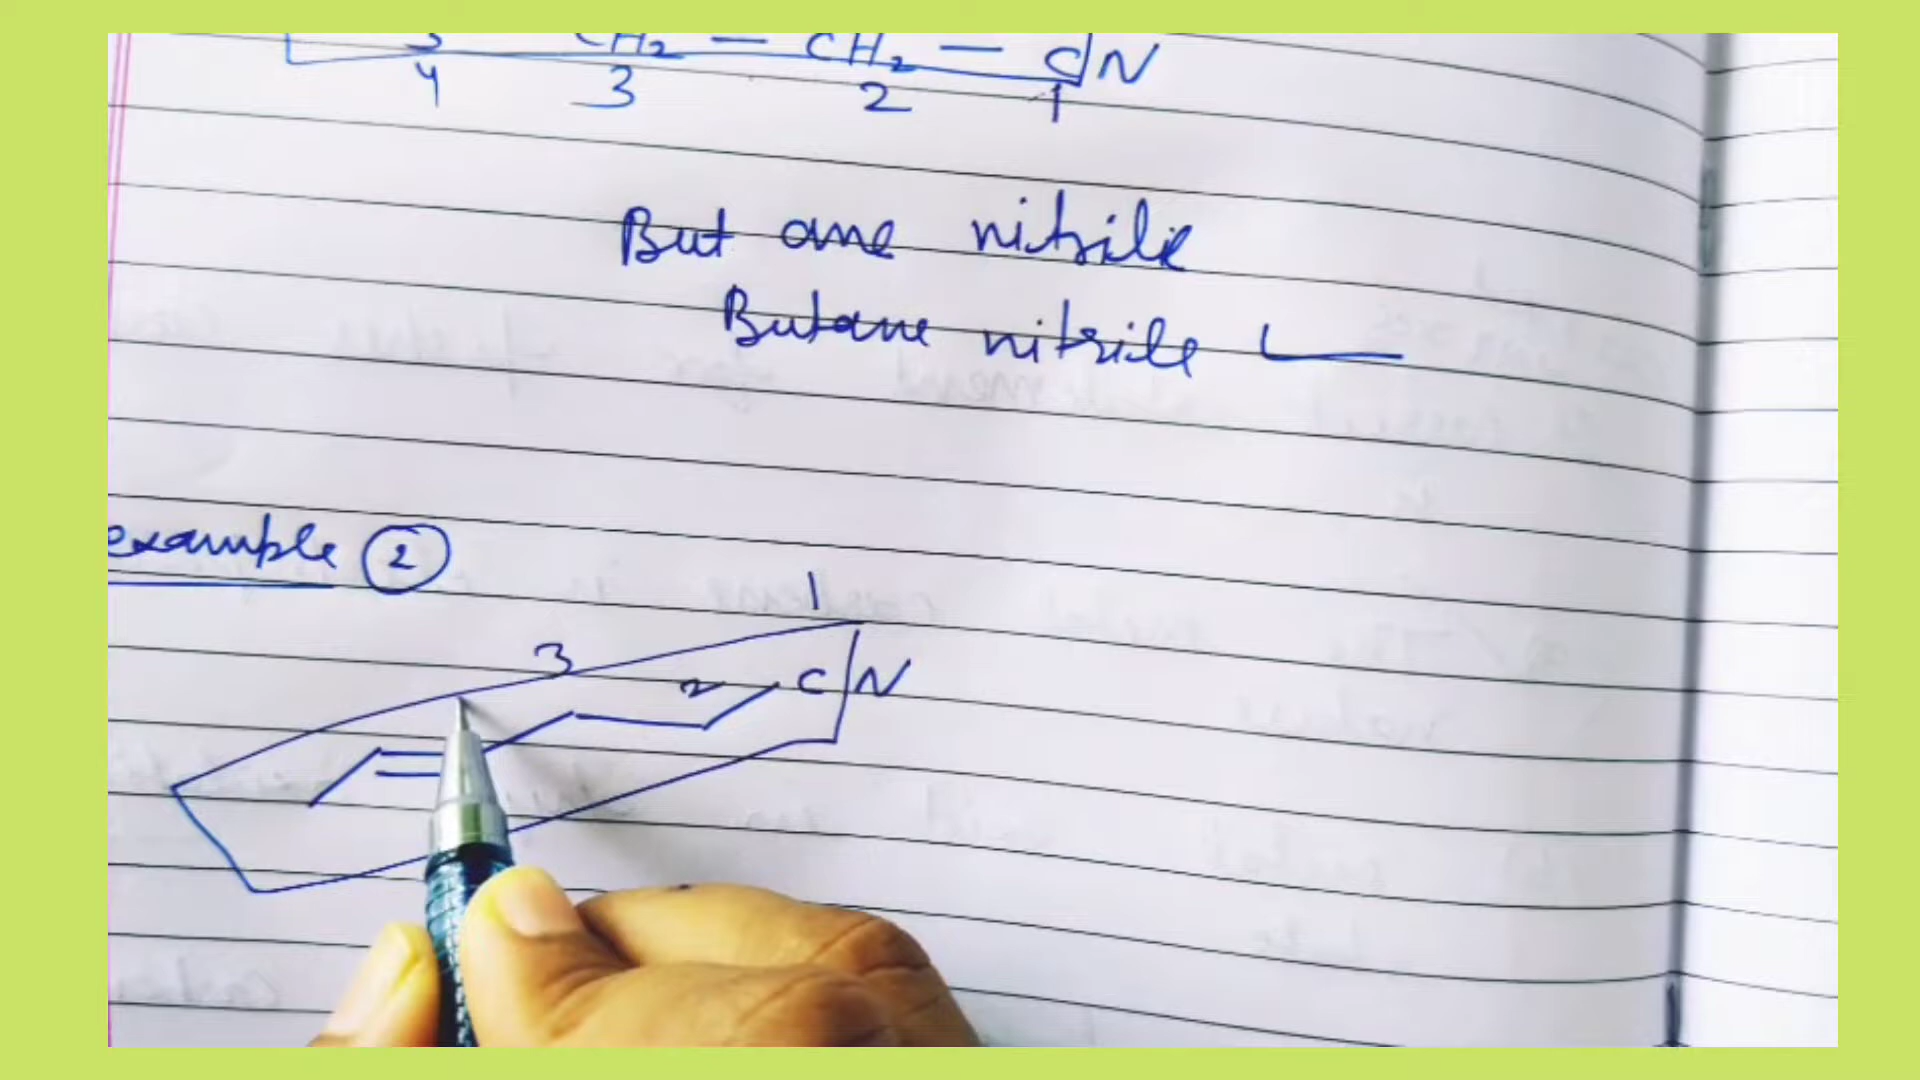 CH2 - CH2 - CN
4 3 2 1
But ane nitrile
Butane nitrile
example 2
1
3
2 CN